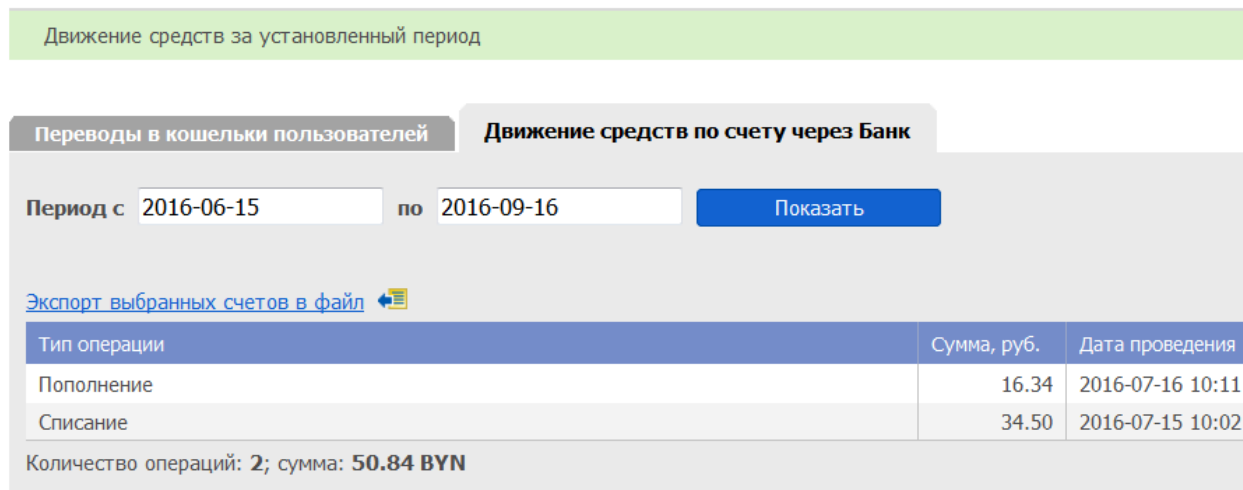 Движение средств за установленный период
Переводы в кошельки пользователей Движение средств по счету через Банк
Период с 2016-06-15 по 2016-09-16 Показать
Экспорт выбранных счетов в файл
Тип операции Сумма, руб. Дата проведения
Пополнение 16.34 2016-07-16 10:11
Списание 34.50 2016-07-15 10:02
Количество операций: 2; сумма: 50.84 BYN